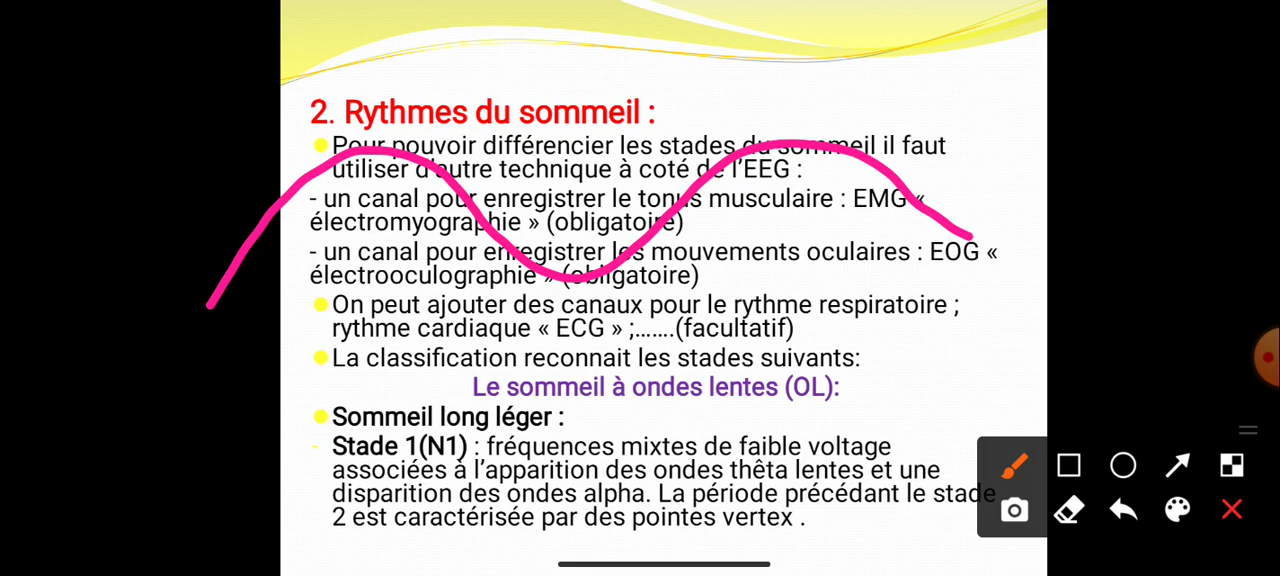 2. Rythmes du sommeil :
Pour pouvoir différencier les stades du sommeil il faut
utiliser d'autre technique à coté de l'EEG :
- un canal pour enregistrer le tonus musculaire : EMG «
électromyographie » (obligatoire)
- un canal pour enregistrer les mouvements oculaires : EOG «
électrooculographie » (obligatoire)
On peut ajouter des canaux pour le rythme respiratoire ;
rythme cardiaque « ECG » ;.......(facultatif)
La classification reconnait les stades suivants:
Le sommeil à ondes lentes (OL):
Sommeil long léger :
- Stade 1(N1) : fréquences mixtes de faible voltage
associées à l'apparition des ondes thêta lentes et une
disparition des ondes alpha. La période précédant le stade
2 est caractérisée par des pointes vertex .